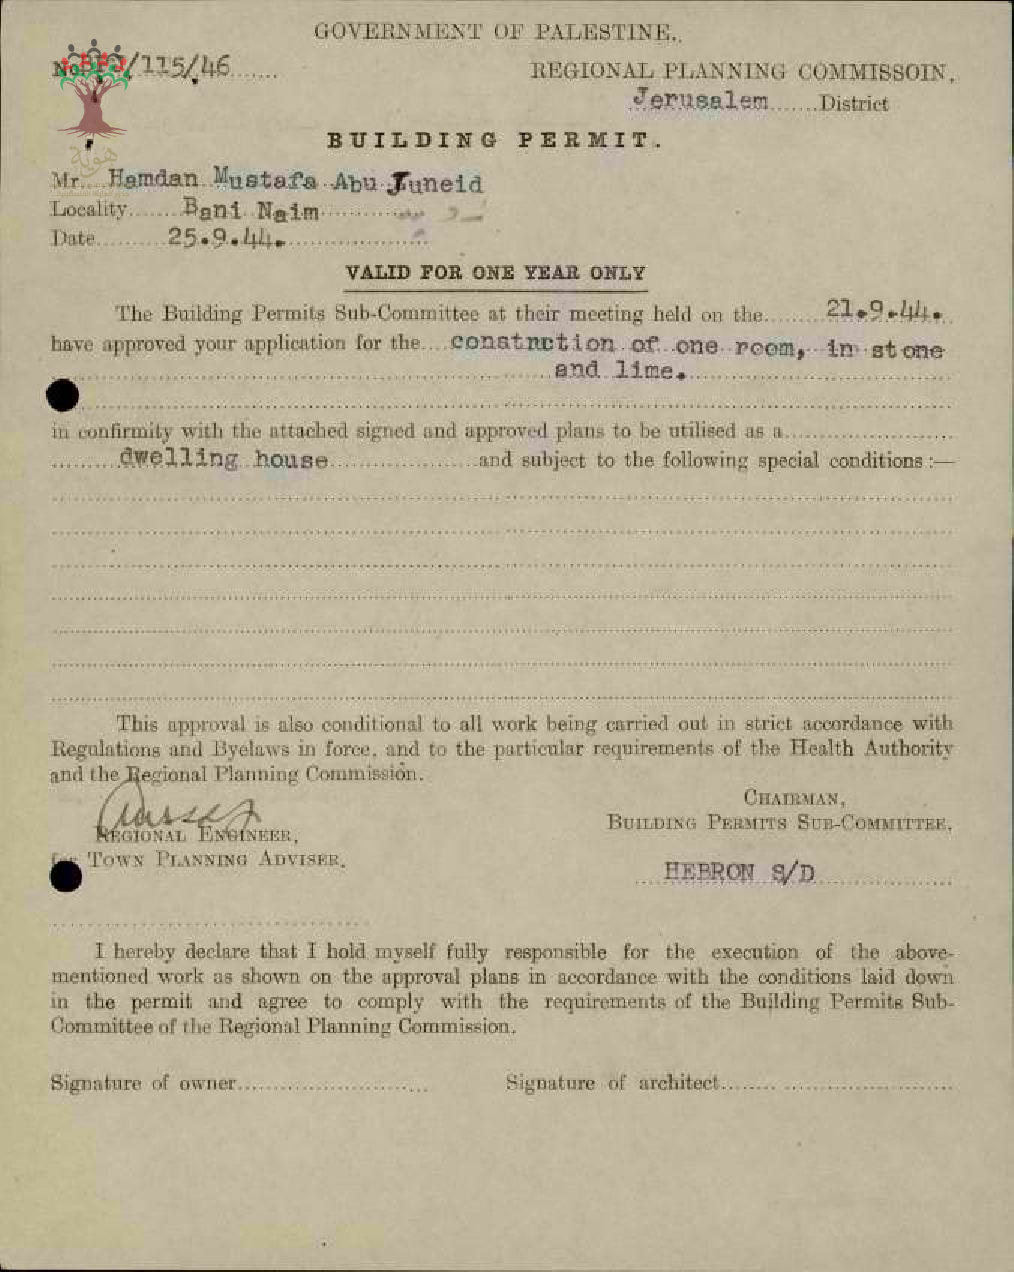 GOVERNMENT OF PALESTINE.
No. /115/46
REGIONAL PLANNING COMMISSOIN,
Jerusalem District
BUILDING PERMIT.
Mr. Hamdan Mustafa Abu Juneid
Locality Bani Naim
Date 25.9.44.
VALID FOR ONE YEAR ONLY
The Building Permits Sub-Committee at their meeting held on the 21.9.44.
have approved your application for the constrction of one room, in stone
and lime.
in confirmity with the attached signed and approved plans to be utilised as a
dwelling house and subject to the following special conditions :—
This approval is also conditional to all work being carried out in strict accordance with
Regulations and Byelaws in force, and to the particular requirements of the Health Authority
and the Regional Planning Commission.
CHAIRMAN,
REGIONAL ENGINEER,
BUILDING PERMITS SUB-COMMITTEE,
for TOWN PLANNING ADVISER.
HEBRON S/D
I hereby declare that I hold myself fully responsible for the execution of the above-
mentioned work as shown on the approval plans in accordance with the conditions laid down
in the permit and agree to comply with the requirements of the Building Permits Sub-
Committee of the Regional Planning Commission.
Signature of owner
Signature of architect
هوية